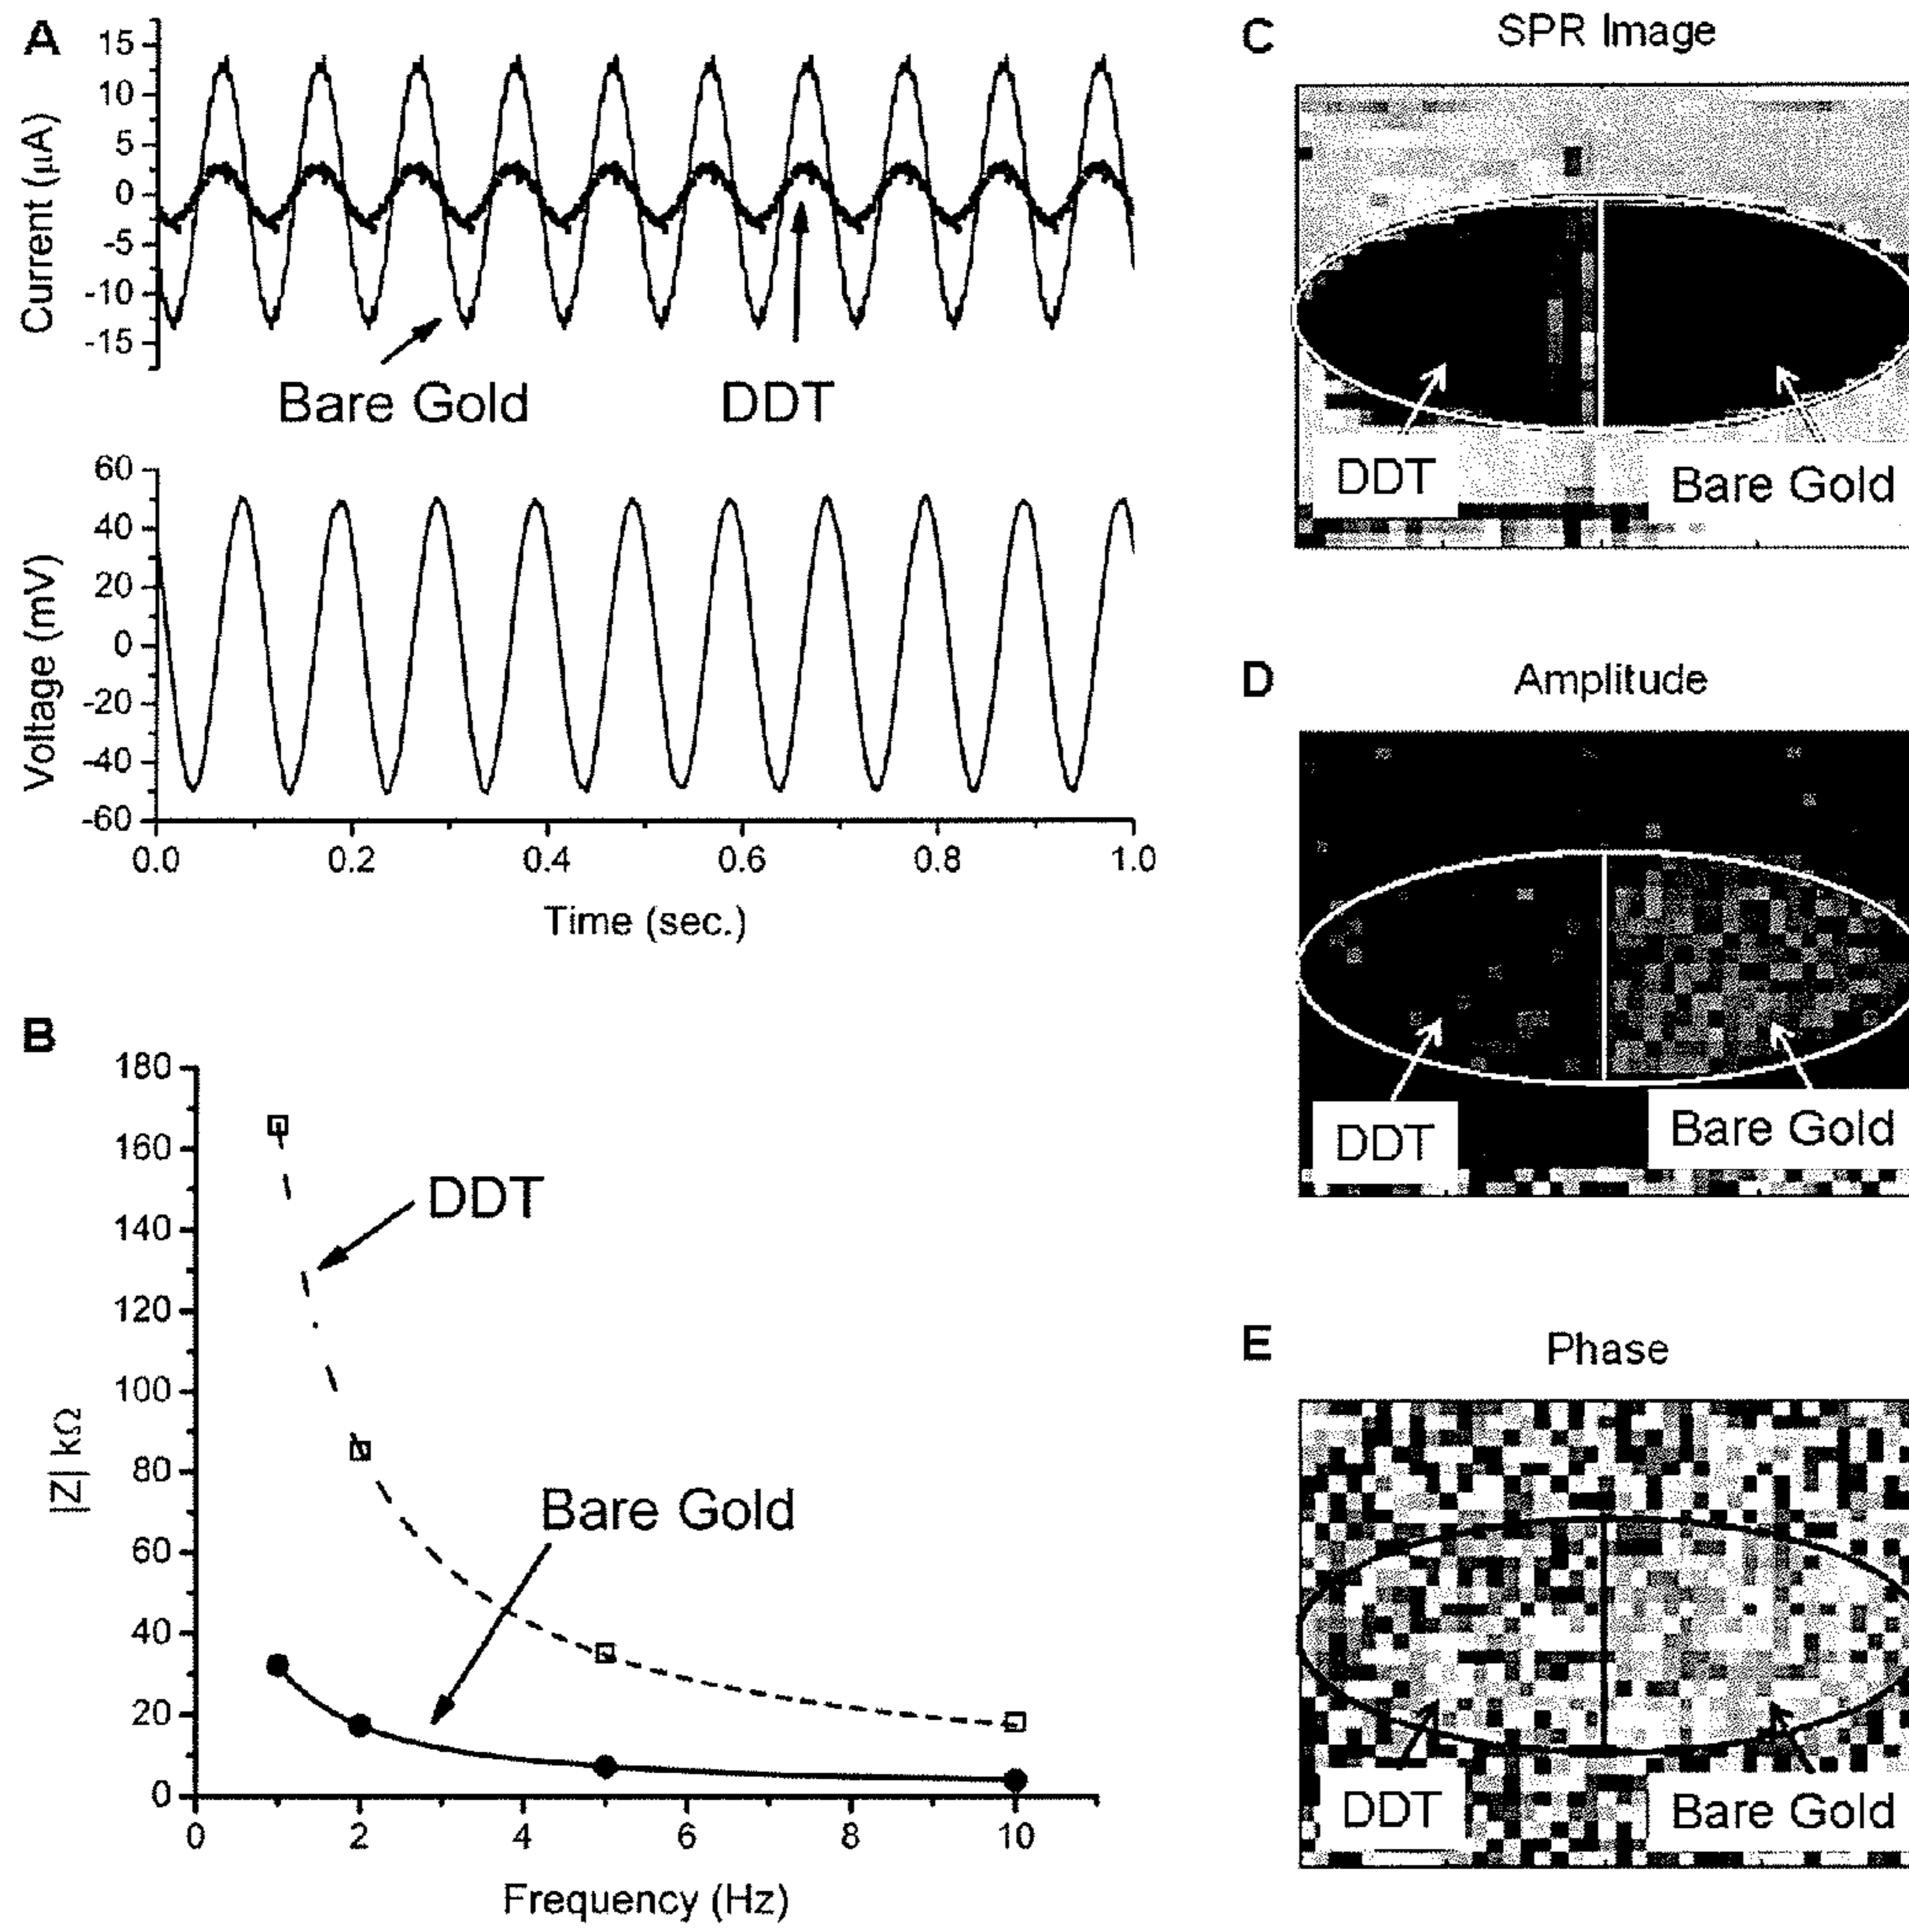 A
15
10
5
0
-5
-10
-15
Current (μA)
Bare Gold
DDT
60
40
20
0
-20
-40
-60
Voltage (mV)
0.0 0.2 0.4 0.6 0.8 1.0
Time (sec.)
B
180
160
140
120
100
80
60
40
20
0
|Z| kΩ
DDT
Bare Gold
0 2 4 6 8 10
Frequency (Hz)
C
SPR Image
DDT
Bare Gold
D
Amplitude
DDT
Bare Gold
E
Phase
DDT
Bare Gold